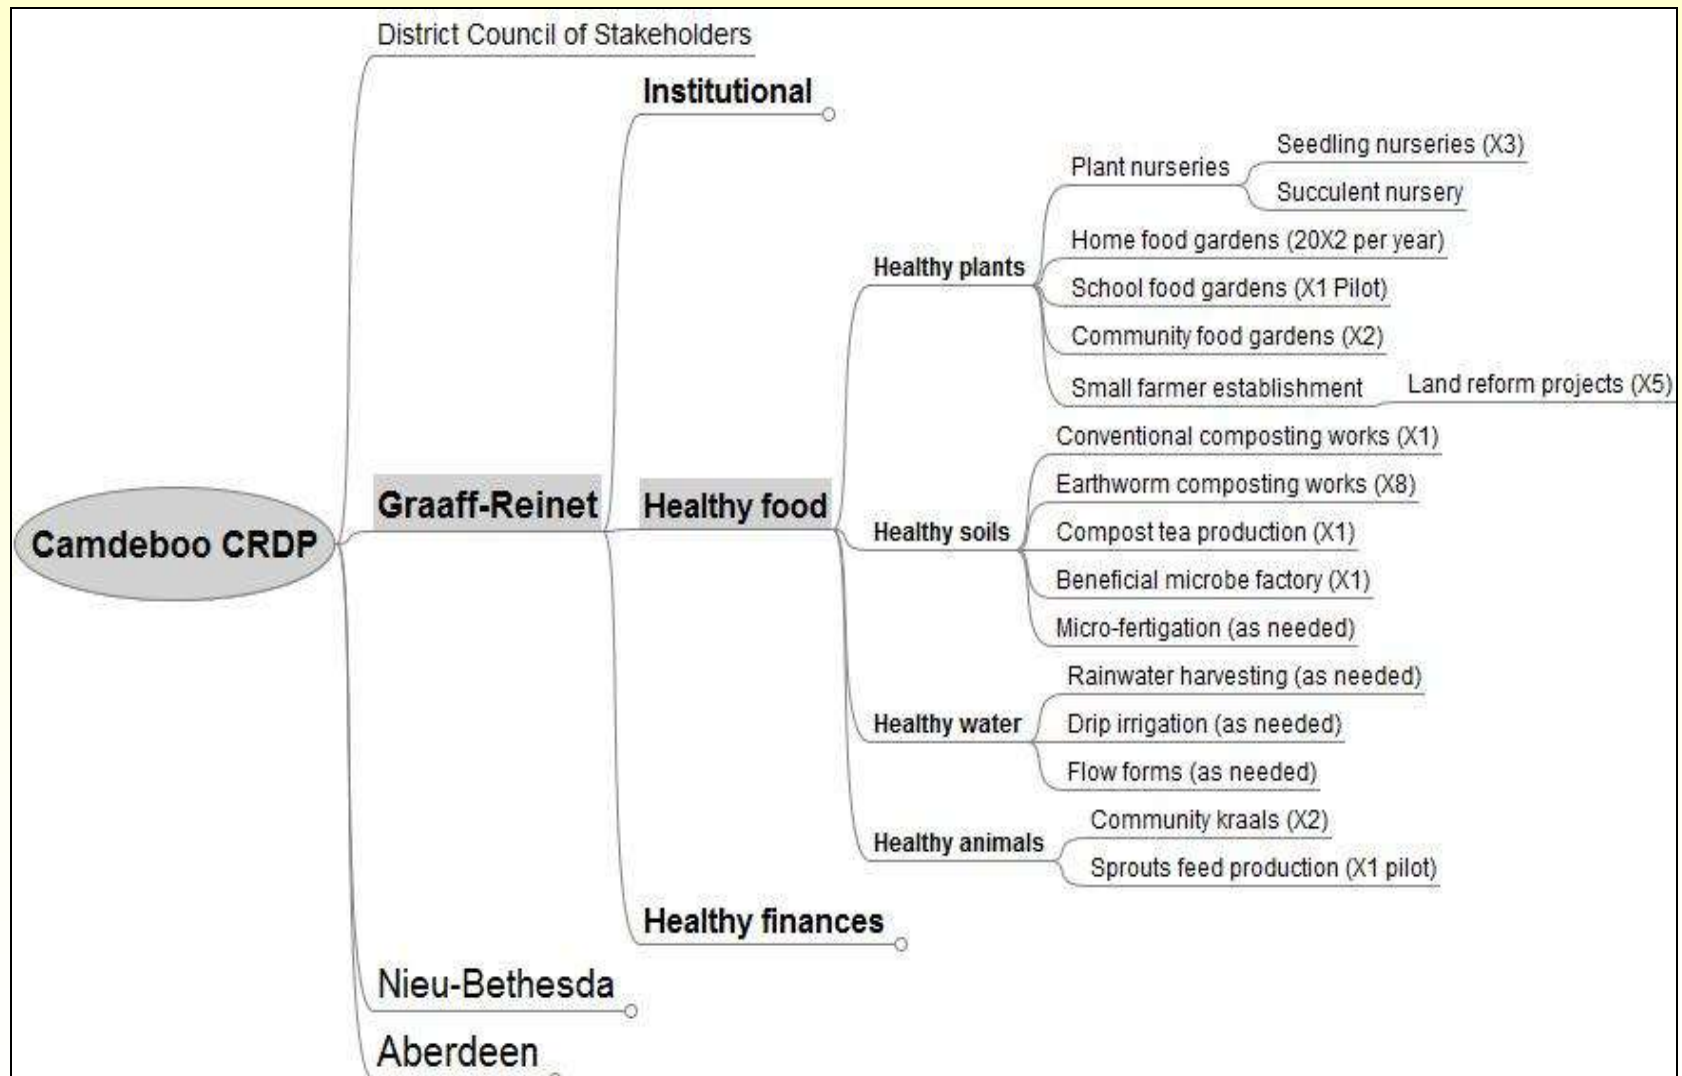 District Council of Stakeholders
Institutional
Seedling nurseries (X3)
Plant nurseries
Succulent nursery
Home food gardens (20X2 per year)
Healthy plants
School food gardens (X1 Pilot)
Community food gardens (X2)
Small farmer establishment
Land reform projects (X5)
Conventional composting works (X1)
Earthworm composting works (X8)
Graaff-Reinet
Healthy food
Healthy soils
Compost tea production (X1)
Camdeboo CRDP
Beneficial microbe factory (X1)
Micro-fertigation (as needed)
Rainwater harvesting (as needed)
Healthy water
Drip irrigation (as needed)
Flow forms (as needed)
Community kraals (X2)
Healthy animals
Sprouts feed production (X1 pilot)
Healthy finances
Nieu-Bethesda
Aberdeen